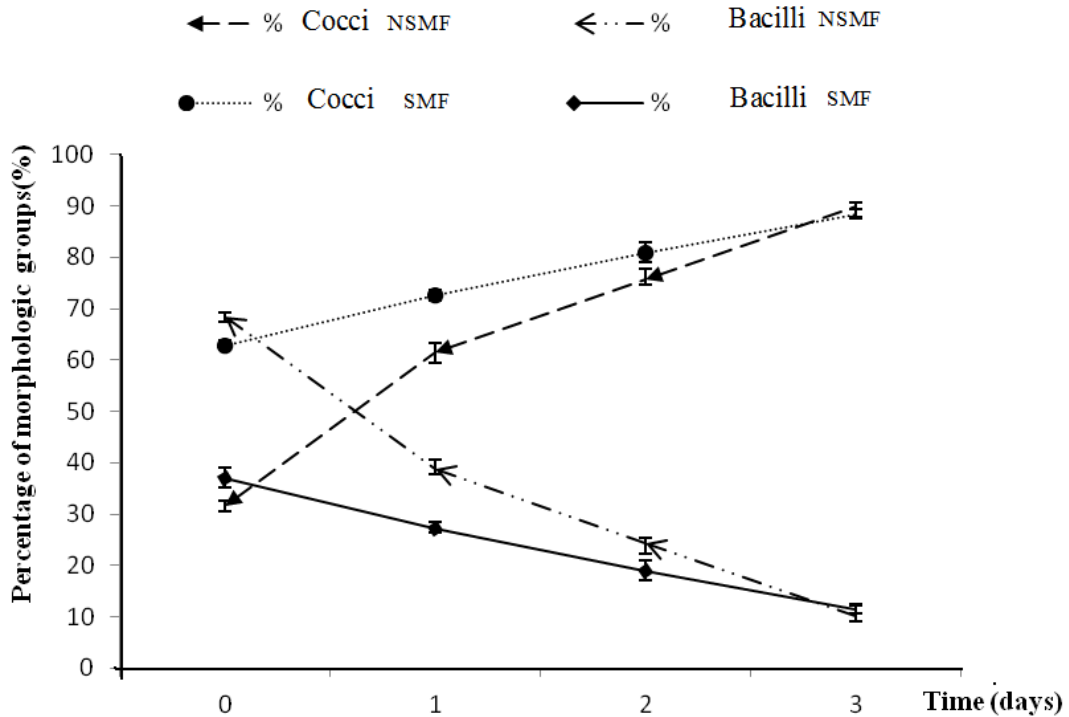 % Cocci NSMF % Bacilli NSMF
% Cocci SMF % Bacilli SMF
Percentage of morphologic groups(%)
100
90
80
70
60
50
40
30
20
10
0
0 1 2 3 Time (days)